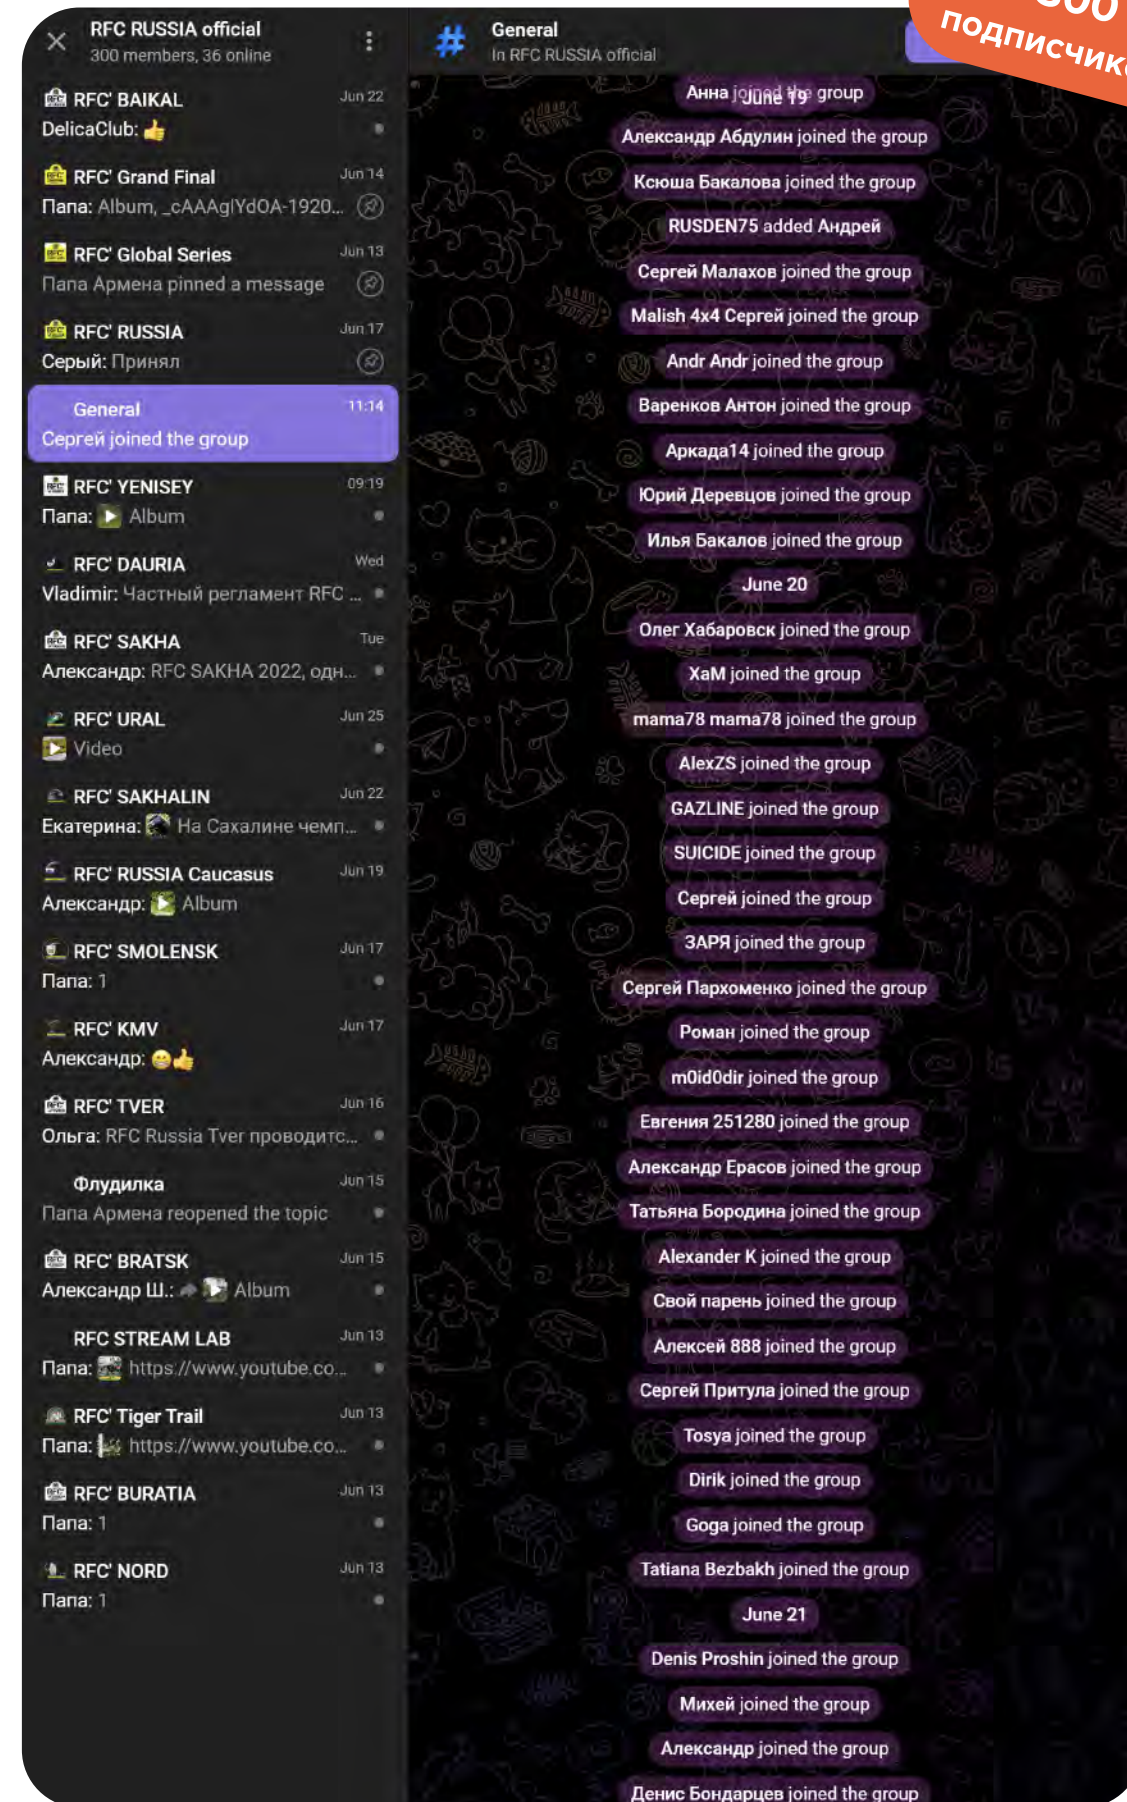 RFC RUSSIA official
300 members, 36 online
RFC' BAIKAL Jun 22
DelicaClub: 👍
RFC' Grand Final Jun 14
Папа: Album, _cAAAgIYdOA-1920...
RFC' Global Series Jun 13
Папа Армена pinned a message
RFC' RUSSIA Jun 17
Серый: Принял
General 11:14
Сергей joined the group
RFC' YENISEY 09:19
Папа: Album
RFC' DAURIA Wed
Vladimir: Частный регламент RFC ...
RFC' SAKHA Tue
Александр: RFC SAKHA 2022, одн...
RFC' URAL Jun 25
Video
RFC' SAKHALIN Jun 22
Екатерина: На Сахалине чемп...
RFC' RUSSIA Caucasus Jun 19
Александр: Album
RFC' SMOLENSK Jun 17
Папа: 1
RFC' KMV Jun 17
Александр: 😁👍
RFC' TVER Jun 16
Ольга: RFC Russia Tver проводитс...
Флудилка Jun 15
Папа Армена reopened the topic
RFC' BRATSK Jun 15
Александр Ш.: Album
RFC STREAM LAB Jun 13
Папа: https://www.youtube.co...
RFC' Tiger Trail Jun 13
Папа: https://www.youtube.co...
RFC' BURATIA Jun 13
Папа: 1
RFC' NORD Jun 13
Папа: 1
General
In RFC RUSSIA official
300
подписчико
Анна joined the group
June 19
Александр Абдулин joined the group
Ксюша Бакалова joined the group
RUSDEN75 added Андрей
Сергей Малахов joined the group
Malish 4x4 Сергей joined the group
Andr Andr joined the group
Варенков Антон joined the group
Аркада14 joined the group
Юрий Деревцов joined the group
Илья Бакалов joined the group
June 20
Олег Хабаровск joined the group
ХаМ joined the group
mama78 mama78 joined the group
AlexZS joined the group
GAZLINE joined the group
SUICIDE joined the group
Сергей joined the group
ЗАРЯ joined the group
Сергей Пархоменко joined the group
Роман joined the group
m0id0dir joined the group
Евгения 251280 joined the group
Александр Ерасов joined the group
Татьяна Бородина joined the group
Alexander K joined the group
Свой парень joined the group
Алексей 888 joined the group
Сергей Притула joined the group
Tosya joined the group
Dirik joined the group
Goga joined the group
Tatiana Bezbakh joined the group
June 21
Denis Proshin joined the group
Михей joined the group
Александр joined the group
Денис Бондарцев joined the group